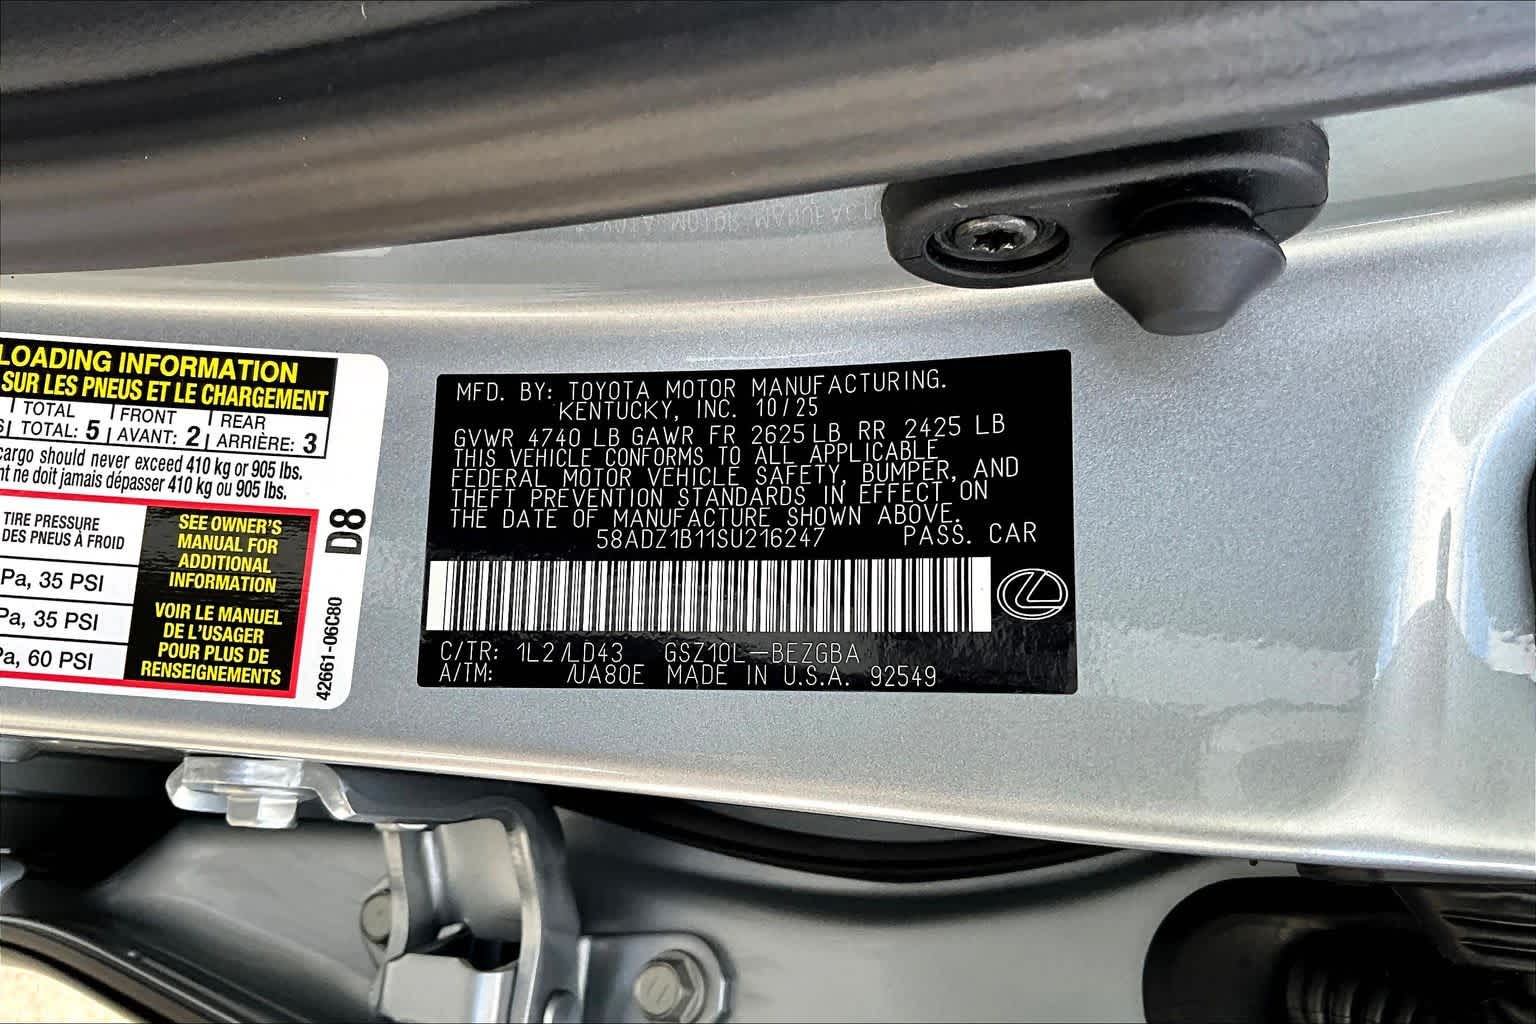 LOADING INFORMATION
SUR LES PNEUS ET LE CHARGEMENT
TOTAL FRONT REAR
TOTAL: 5 AVANT: 2 ARRIÈRE: 3
cargo should never exceed 410 kg or 905 lbs.
nt ne doit jamais dépasser 410 kg ou 905 lbs.
TIRE PRESSURE
DES PNEUS À FROID
Pa, 35 PSI
Pa, 35 PSI
Pa, 60 PSI
SEE OWNER'S
MANUAL FOR
ADDITIONAL
INFORMATION
VOIR LE MANUEL
DE L'USAGER
POUR PLUS DE
RENSEIGNEMENTS
D8
42661-06C80
MFD. BY: TOYOTA MOTOR MANUFACTURING.
KENTUCKY, INC. 10/25
GVWR 4740 LB GAWR FR 2625 LB RR 2425 LB
THIS VEHICLE CONFORMS TO ALL APPLICABLE
FEDERAL MOTOR VEHICLE SAFETY, BUMPER, AND
THEFT PREVENTION STANDARDS IN EFFECT ON
THE DATE OF MANUFACTURE SHOWN ABOVE.
58ADZ1B11SU216247 PASS. CAR
C/TR: 1L2/LD43 GSZ10L-BEZGBA
A/TM: /UA80E MADE IN U.S.A. 92549